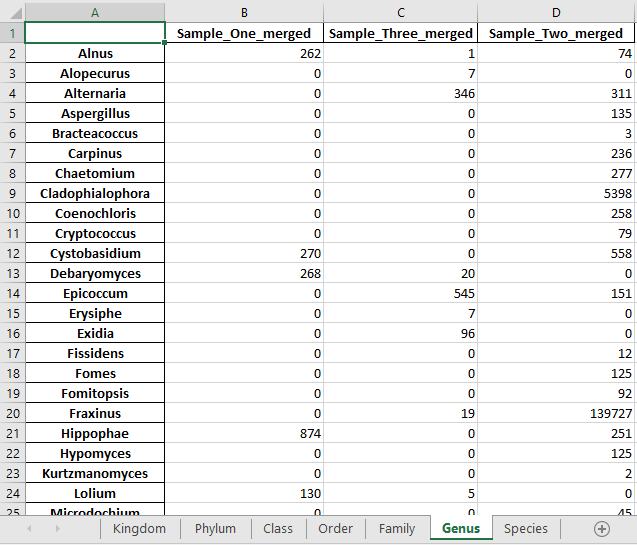 A B C D
1 Sample_One_merged Sample_Three_merged Sample_Two_merged
2 Alnus 262 1 74
3 Alopecurus 0 7 0
4 Alternaria 0 346 311
5 Aspergillus 0 0 135
6 Bracteacoccus 0 0 3
7 Carpinus 0 0 236
8 Chaetomium 0 0 277
9 Cladophialophora 0 0 5398
10 Coenochloris 0 0 258
11 Cryptococcus 0 0 79
12 Cystobasidium 270 0 558
13 Debaryomyces 268 20 0
14 Epicoccum 0 545 151
15 Erysiphe 0 7 0
16 Exidia 0 96 0
17 Fissidens 0 0 12
18 Fomes 0 0 125
19 Fomitopsis 0 0 92
20 Fraxinus 0 19 139727
21 Hippophae 874 0 251
22 Hypomyces 0 0 125
23 Kurtzmanomyces 0 0 2
24 Lolium 130 5 0
25 Microdochium 0 0 45
Kingdom Phylum Class Order Family Genus Species